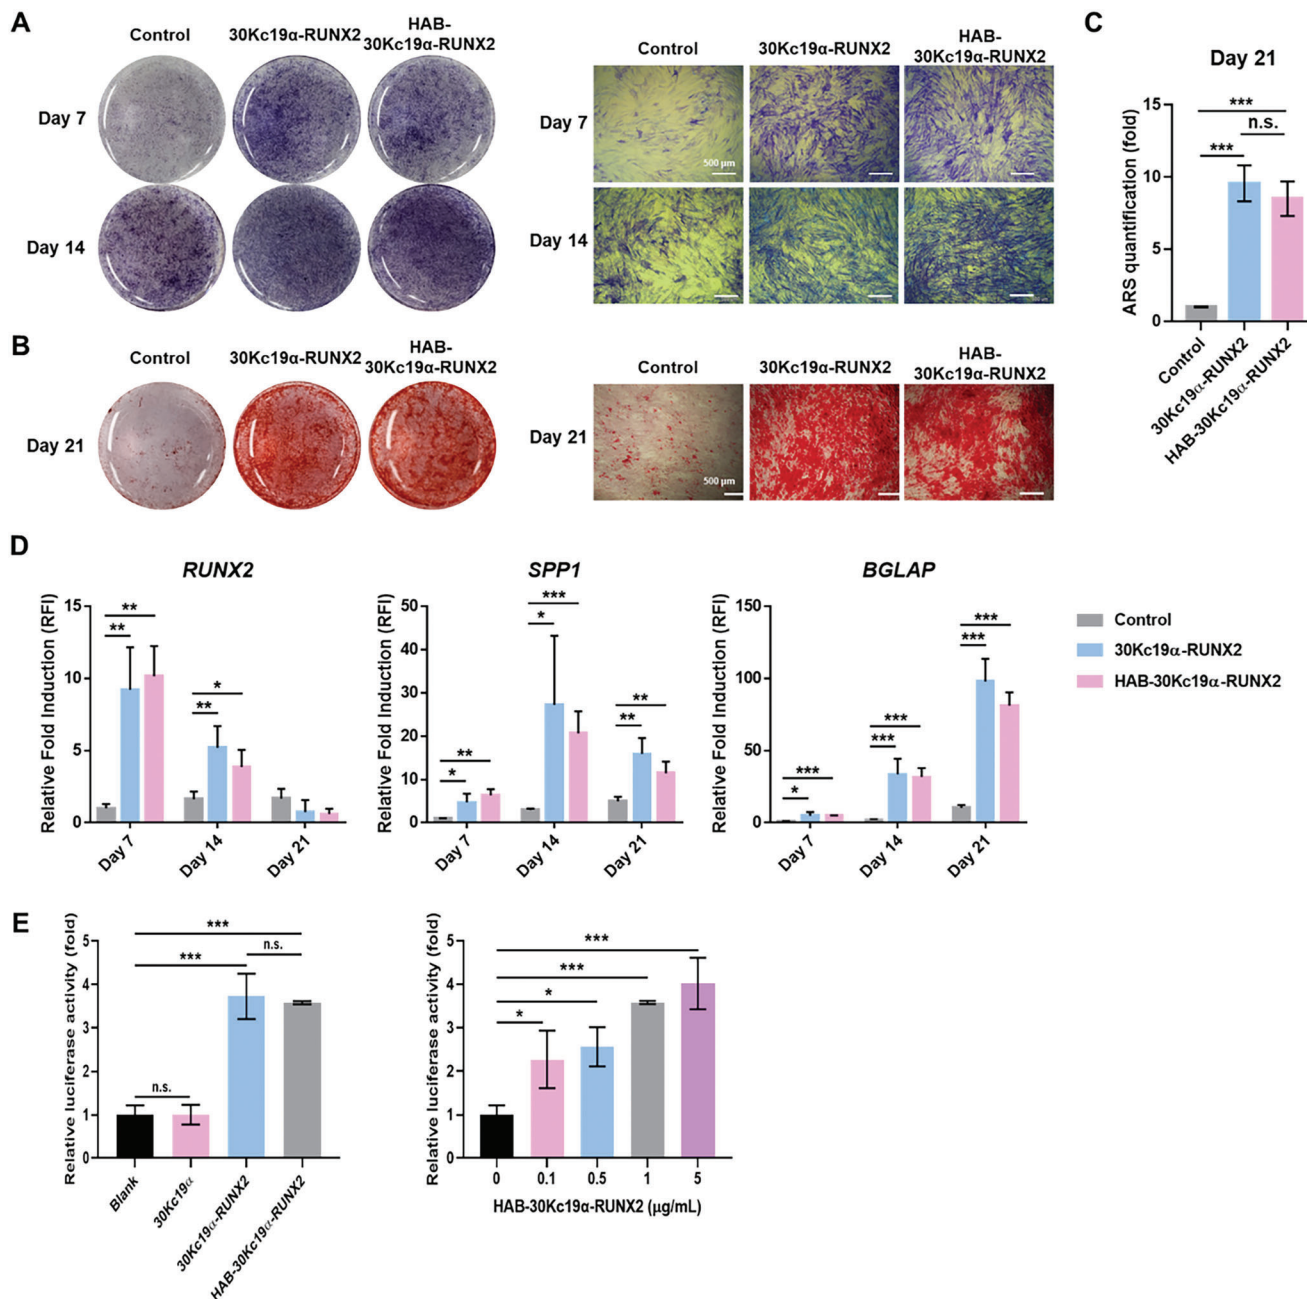 A
Control
30Kc19α-RUNX2
HAB-
30Kc19α-RUNX2
Day 7
Day 14
Control
30Kc19α-RUNX2
HAB-
30Kc19α-RUNX2
Day 7
500 µm
Day 14
B
Control
30Kc19α-RUNX2
HAB-
30Kc19α-RUNX2
Day 21
Control
30Kc19α-RUNX2
HAB-
30Kc19α-RUNX2
Day 21
500 µm
C
Day 21
ARS quantification (fold)
15
10
5
0
***
n.s.
***
Control
30Kc19α-RUNX2
HAB-30Kc19α-RUNX2
D
RUNX2
Relative Fold Induction (RFI)
15
10
5
0
**
**
*
**
Day 7
Day 14
Day 21
SPP1
Relative Fold Induction (RFI)
50
40
30
20
10
0
**
*
***
*
**
**
Day 7
Day 14
Day 21
BGLAP
Relative Fold Induction (RFI)
150
100
50
0
***
*
***
***
***
***
Day 7
Day 14
Day 21
Control
30Kc19α-RUNX2
HAB-30Kc19α-RUNX2
E
Relative luciferase activity (fold)
5
4
3
2
1
0
***
n.s.
***
n.s.
Blank
30Kc19α
30Kc19α-RUNX2
HAB-30Kc19α-RUNX2
Relative luciferase activity (fold)
5
4
3
2
1
0
***
***
*
*
0 0.1 0.5 1 5
HAB-30Kc19α-RUNX2 (µg/mL)